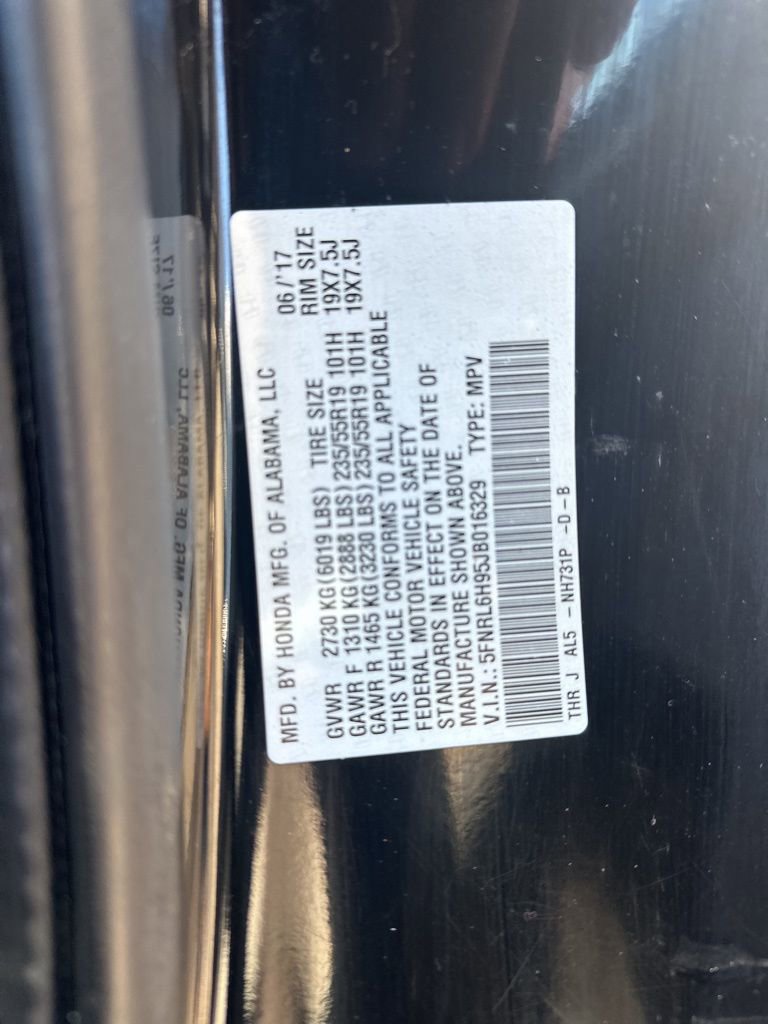 MFD. BY HONDA MFG. OF ALABAMA, LLC 06/'17
GVWR 2730 KG(6019 LBS) TIRE SIZE RIM SIZE
GAWR F 1310 KG(2888 LBS)235/55R19 101H 19X7.5J
GAWR R 1465 KG(3230 LBS)235/55R19 101H 19X7.5J
THIS VEHICLE CONFORMS TO ALL APPLICABLE
FEDERAL MOTOR VEHICLE SAFETY
STANDARDS IN EFFECT ON THE DATE OF
MANUFACTURE SHOWN ABOVE.
V.I.N.: 5FNRL6H95JB016329 TYPE: MPV
THR J AL5 - NH731P -D-B